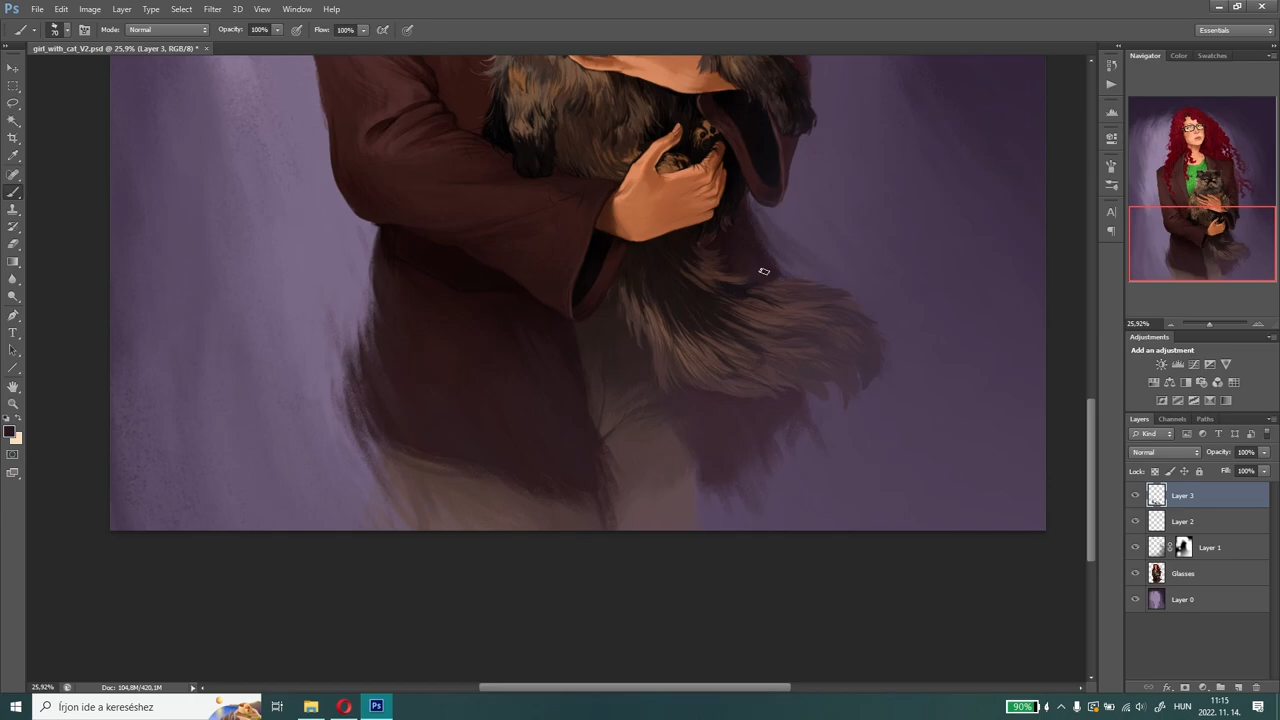 Ps File Edit Image Layer Type Select Filter 3D View Window Help
70 Mode: Normal Opacity: 100% Flow: 100% Essentials
girl_with_cat_V2.psd @ 25,9% (Layer 3, RGB/8) * ×
Navigator Color Swatches
25,92%
Adjustments
Add an adjustment
Layers Channels Paths
Kind
Normal Opacity: 100%
Lock: Fill: 100%
Layer 3
Layer 2
Layer 1
Glasses
Layer 0
25,92% Doc: 104,8M/420,1M
Írjon ide a kereséshez Ps 90% HUN 11:15
2022. 11. 14.